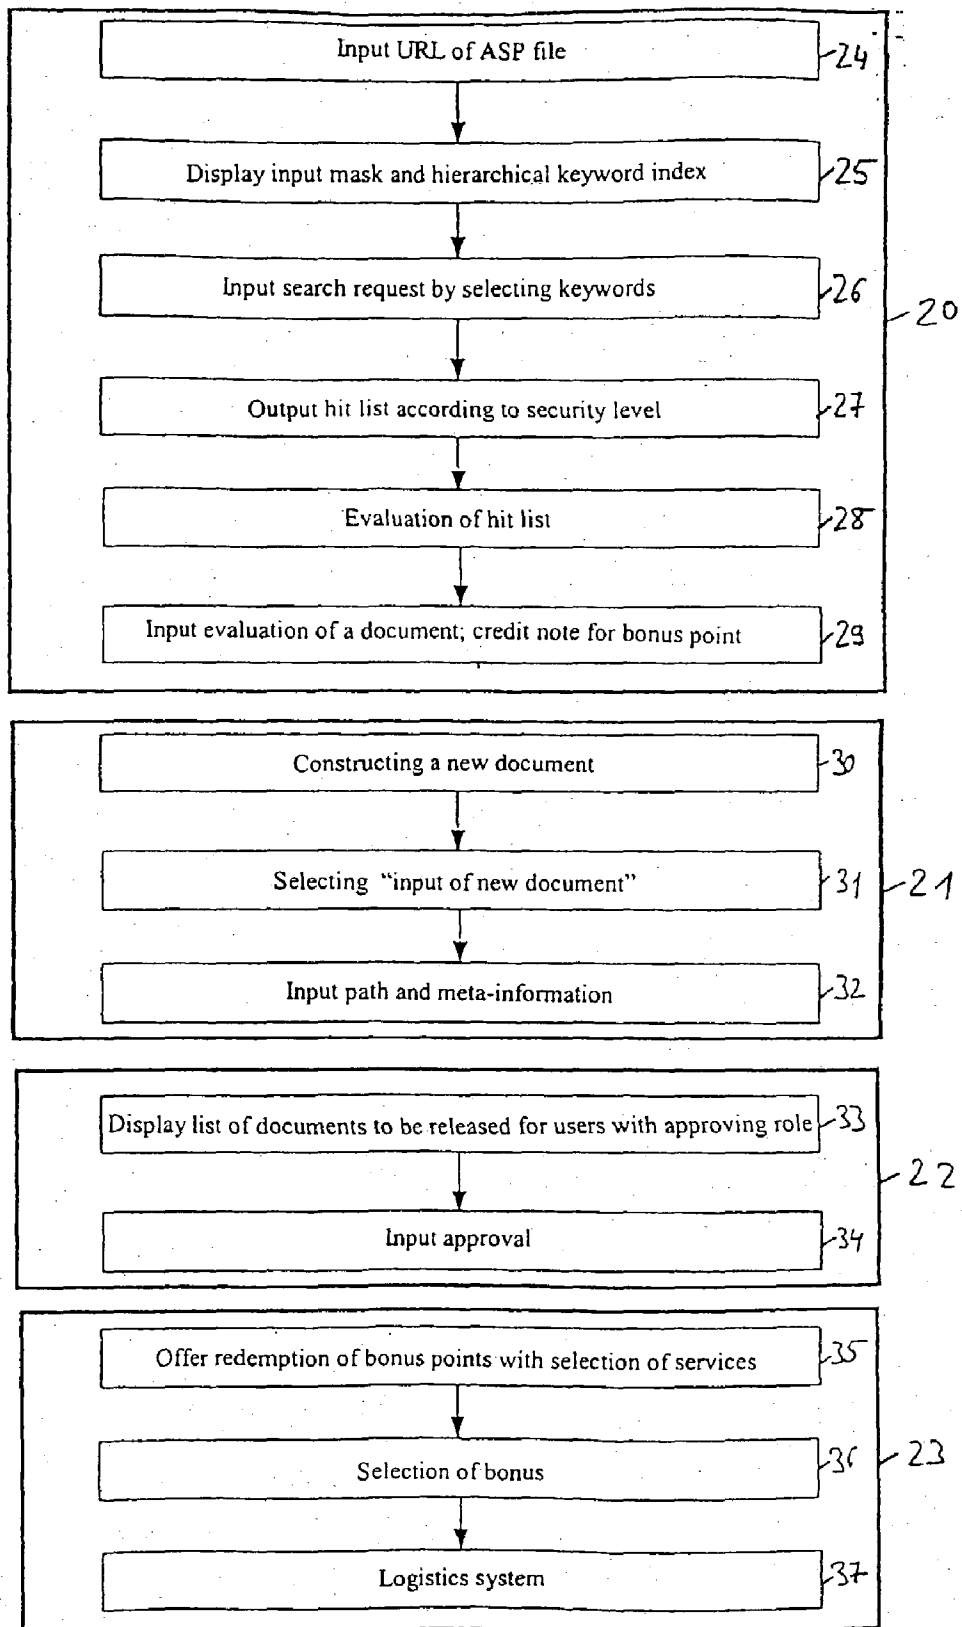 Input URL of ASP file
24
Display input mask and hierarchical keyword index
25
Input search request by selecting keywords
26
20
Output hit list according to security level
27
Evaluation of hit list
28
Input evaluation of a document; credit note for bonus point
29
Constructing a new document
30
Selecting “input of new document”
31
21
Input path and meta-information
32
Display list of documents to be released for users with approving role
33
22
Input approval
34
Offer redemption of bonus points with selection of services
35
Selection of bonus
36
23
Logistics system
37